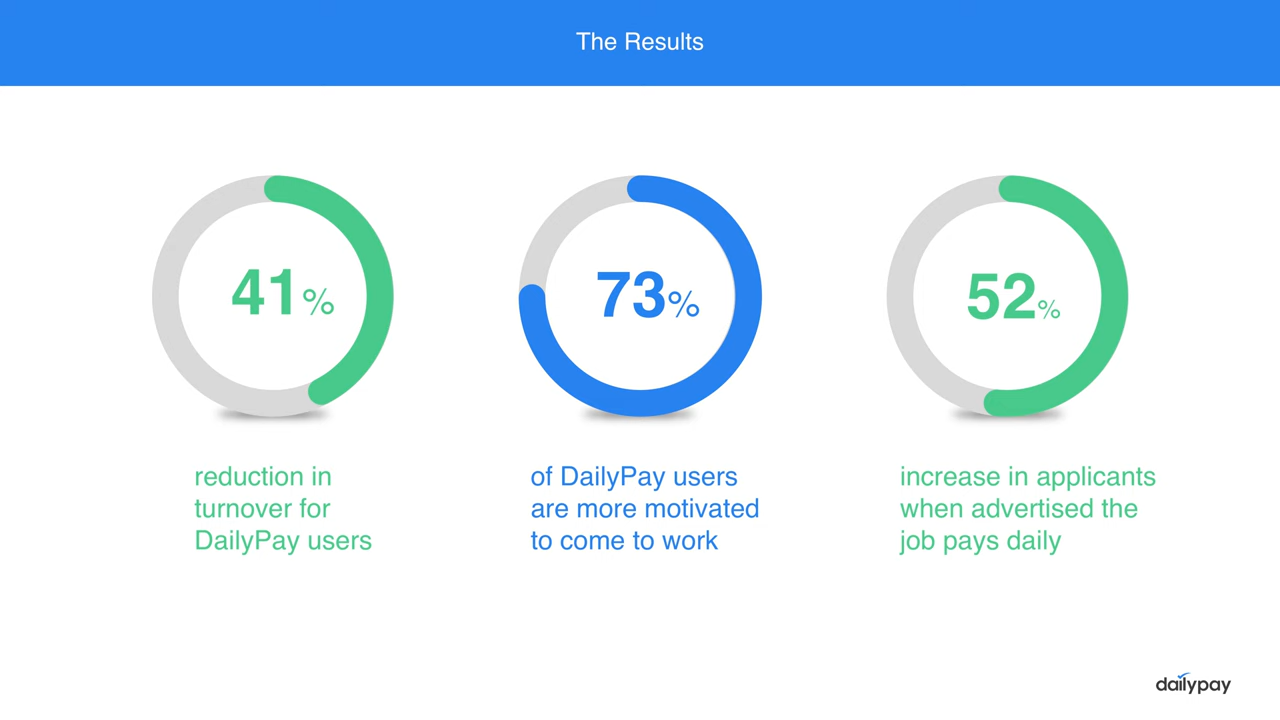 The Results
41%
73%
52%
reduction in
turnover for
DailyPay users
of DailyPay users
are more motivated
to come to work
increase in applicants
when advertised the
job pays daily
dailypay